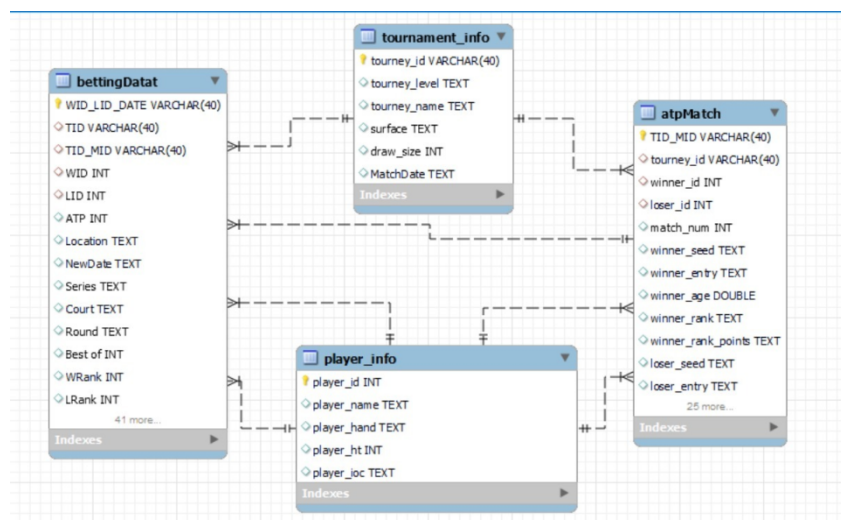 tournament_info
tourney_id VARCHAR(40)
tourney_level TEXT
tourney_name TEXT
surface TEXT
draw_size INT
MatchDate TEXT
Indexes
bettingDatat
WID_LID_DATE VARCHAR(40)
TID VARCHAR(40)
TID_MID VARCHAR(40)
WID INT
LID INT
ATP INT
Location TEXT
NewDate TEXT
Series TEXT
Court TEXT
Round TEXT
Best of INT
WRank INT
LRank INT
41 more...
Indexes
atpMatch
TID_MID VARCHAR(40)
tourney_id VARCHAR(40)
winner_id INT
loser_id INT
match_num INT
winner_seed TEXT
winner_entry TEXT
winner_age DOUBLE
winner_rank TEXT
winner_rank_points TEXT
loser_seed TEXT
loser_entry TEXT
25 more...
Indexes
player_info
player_id INT
player_name TEXT
player_hand TEXT
player_ht INT
player_ioc TEXT
Indexes